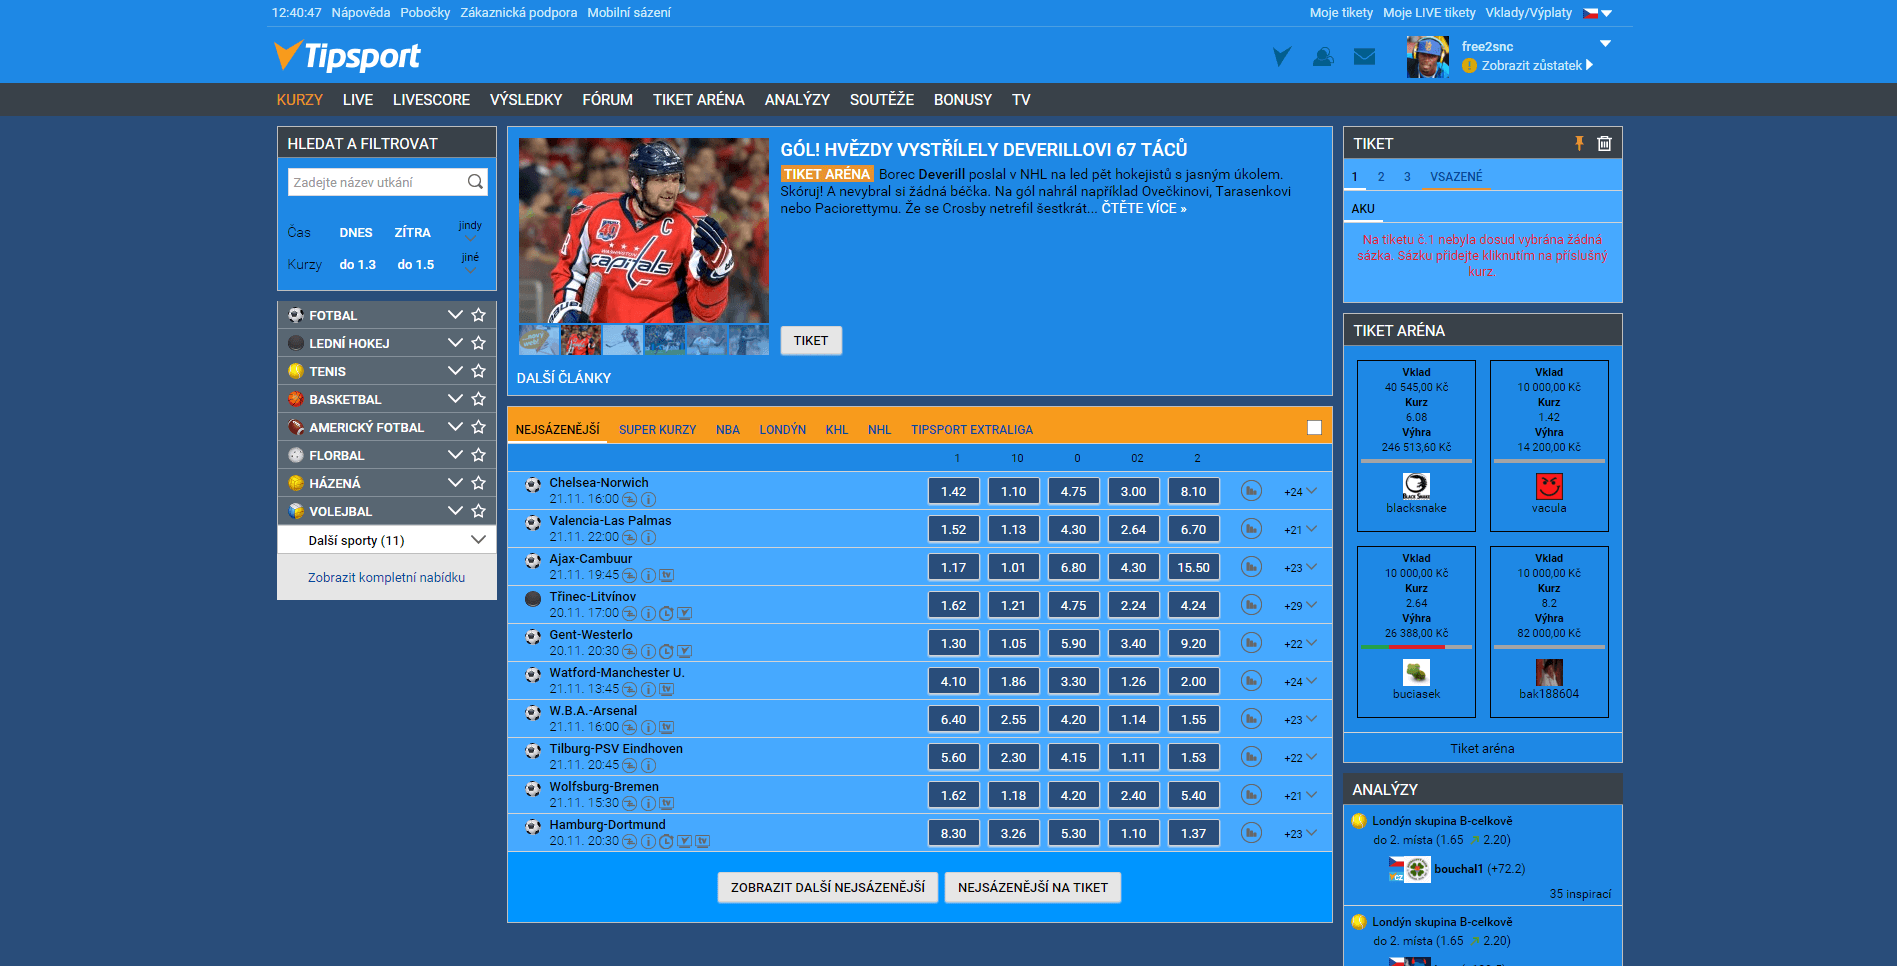 12:40:47 Nápověda Pobočky Zákaznická podpora Mobilní sázení
Moje tikety Moje LIVE tikety Vklady/Výplaty
Tipsport
free2snc
Zobrazit zůstatek
KURZY LIVE LIVESCORE VÝSLEDKY FÓRUM TIKET ARÉNA ANALÝZY SOUTĚŽE BONUSY TV
HLEDAT A FILTROVAT
Zadejte název utkání
Čas DNES ZÍTRA jindy
Kurzy do 1.3 do 1.5 jiné
FOTBAL
LEDNÍ HOKEJ
TENIS
BASKETBAL
AMERICKÝ FOTBAL
FLORBAL
HÁZENÁ
VOLEJBAL
Další sporty (11)
Zobrazit kompletní nabídku
GÓL! HVĚZDY VYSTŘÍLELY DEVERILLOVI 67 TÁCŮ
TIKET ARÉNA Borec Deverill poslal v NHL na led pět hokejistů s jasným úkolem.
Skóruj! A nevybral si žádná béčka. Na gól nahrál například Ovečkinovi, Tarasenkovi
nebo Paciorettymu. Že se Crosby netrefil šestkrát... ČTĚTE VÍCE »
C
40
WASHINGTON
capitals
TIKET
DALŠÍ ČLÁNKY
NEJSÁZENĚJŠÍ SUPER KURZY NBA LONDÝN KHL NHL TIPSPORT EXTRALIGA
1 10 0 02 2
Chelsea-Norwich
21.11. 16:00
1.42 1.10 4.75 3.00 8.10 +24
Valencia-Las Palmas
21.11. 22:00
1.52 1.13 4.30 2.64 6.70 +21
Ajax-Cambuur
21.11. 19:45 tv
1.17 1.01 6.80 4.30 15.50 +23
Třinec-Litvínov
20.11. 17:00
1.62 1.21 4.75 2.24 4.24 +29
Gent-Westerlo
20.11. 20:30
1.30 1.05 5.90 3.40 9.20 +22
Watford-Manchester U.
21.11. 13:45 tv
4.10 1.86 3.30 1.26 2.00 +24
W.B.A.-Arsenal
21.11. 16:00 tv
6.40 2.55 4.20 1.14 1.55 +23
Tilburg-PSV Eindhoven
21.11. 20:45
5.60 2.30 4.15 1.11 1.53 +22
Wolfsburg-Bremen
21.11. 15:30 tv
1.62 1.18 4.20 2.40 5.40 +21
Hamburg-Dortmund
20.11. 20:30 tv
8.30 3.26 5.30 1.10 1.37 +23
ZOBRAZIT DALŠÍ NEJSÁZENĚJŠÍ NEJSÁZENĚJŠÍ NA TIKET
TIKET
1 2 3 VSAZENÉ
AKU
Na tiketu č.1 nebyla dosud vybrána žádná
sázka. Sázku přidejte kliknutím na příslušný
kurz.
TIKET ARÉNA
Vklad
40 545,00 Kč
Kurz
6.08
Výhra
246 513,60 Kč
BLACK SNAKE
blacksnake
Vklad
10 000,00 Kč
Kurz
1.42
Výhra
14 200,00 Kč
vacula
Vklad
10 000,00 Kč
Kurz
2.64
Výhra
26 388,00 Kč
buciasek
Vklad
10 000,00 Kč
Kurz
8.2
Výhra
82 000,00 Kč
bak188604
Tiket aréna
ANALÝZY
Londýn skupina B-celkově
do 2. místa (1.65 2.20)
bouchal1 (+72.2)
35 inspirací
Londýn skupina B-celkově
do 2. místa (1.65 2.20)